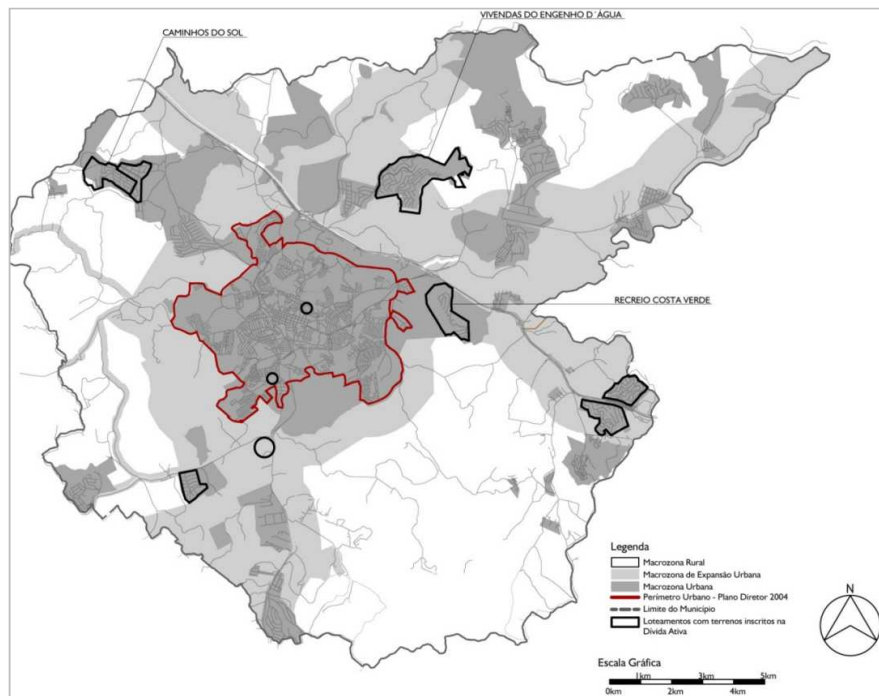 VIVENDAS DO ENGENHO D´ÁGUA
CAMINHOS DO SOL
RECREIO COSTA VERDE
Legenda
Macrozona Rural
Macrozona de Expansão Urbana
Macrozona Urbana
Perímetro Urbano - Plano Diretor 2004
Limite do Município
Loteamentos com terrenos inscritos na
Dívida Ativa
N
Escala Gráfica
1km 3km 5km
0km 2km 4km